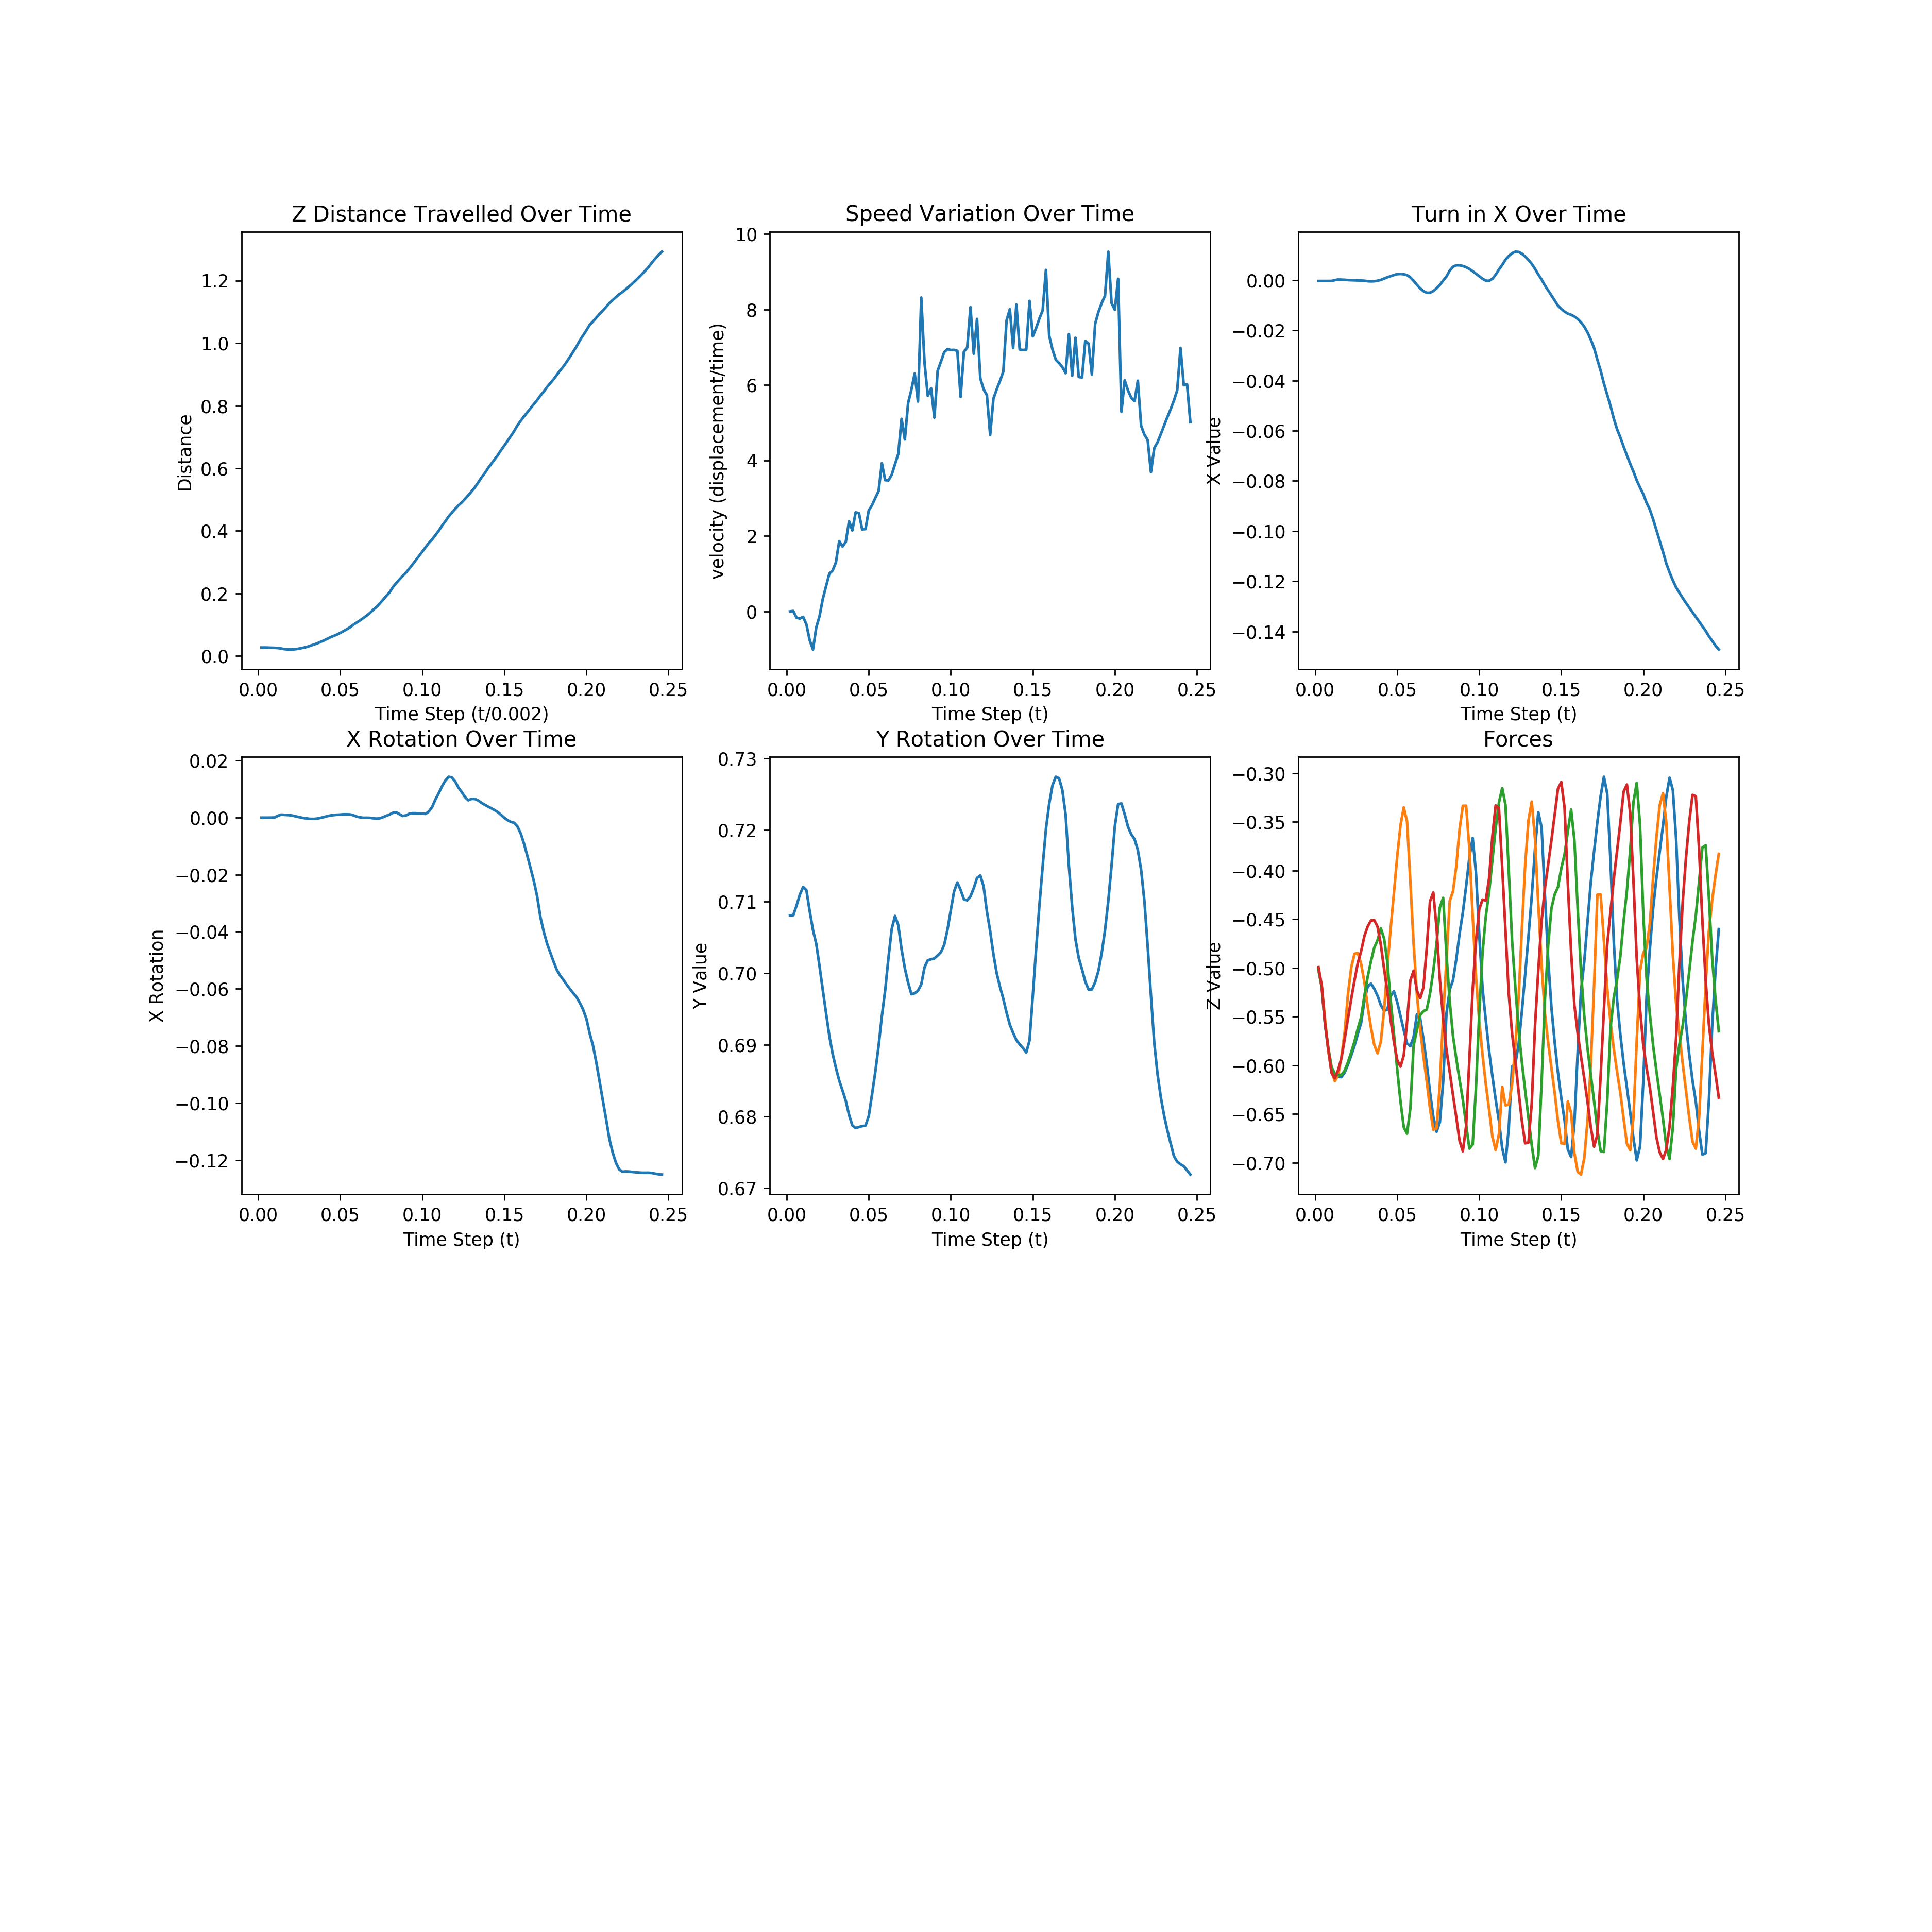 Z Distance Travelled Over Time
Distance
1.2
1.0
0.8
0.6
0.4
0.2
0.0
0.00 0.05 0.10 0.15 0.20 0.25
Time Step (t/0.002)
Speed Variation Over Time
velocity (displacement/time)
10
8
6
4
2
0
0.00 0.05 0.10 0.15 0.20 0.25
Time Step (t)
Turn in X Over Time
X Value
0.00
−0.02
−0.04
−0.06
−0.08
−0.10
−0.12
−0.14
0.00 0.05 0.10 0.15 0.20 0.25
Time Step (t)
X Rotation Over Time
X Rotation
0.02
0.00
−0.02
−0.04
−0.06
−0.08
−0.10
−0.12
0.00 0.05 0.10 0.15 0.20 0.25
Time Step (t)
Y Rotation Over Time
Y Value
0.73
0.72
0.71
0.70
0.69
0.68
0.67
0.00 0.05 0.10 0.15 0.20 0.25
Time Step (t)
Forces
Z Value
−0.30
−0.35
−0.40
−0.45
−0.50
−0.55
−0.60
−0.65
−0.70
0.00 0.05 0.10 0.15 0.20 0.25
Time Step (t)